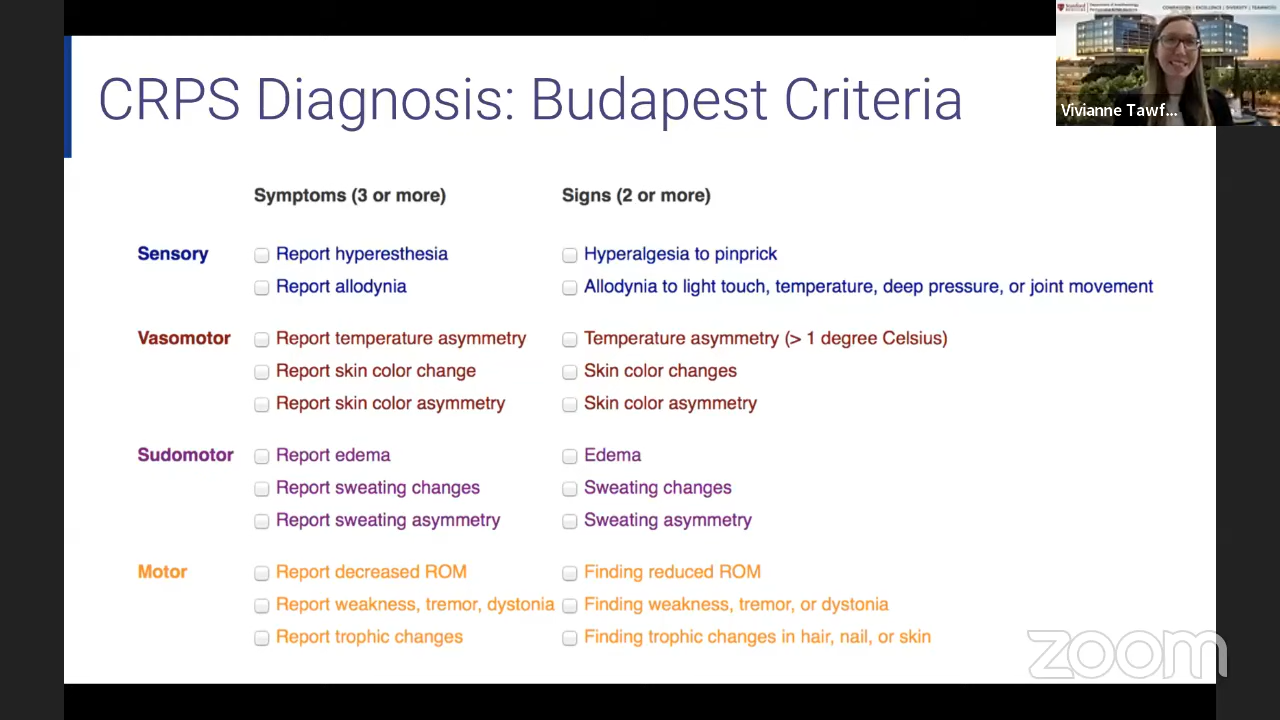 CRPS Diagnosis: Budapest Criteria
Vivianne Tawf...
Symptoms (3 or more) Signs (2 or more)
Sensory Report hyperesthesia Hyperalgesia to pinprick
Report allodynia Allodynia to light touch, temperature, deep pressure, or joint movement
Vasomotor Report temperature asymmetry Temperature asymmetry (> 1 degree Celsius)
Report skin color change Skin color changes
Report skin color asymmetry Skin color asymmetry
Sudomotor Report edema Edema
Report sweating changes Sweating changes
Report sweating asymmetry Sweating asymmetry
Motor Report decreased ROM Finding reduced ROM
Report weakness, tremor, dystonia Finding weakness, tremor, or dystonia
Report trophic changes Finding trophic changes in hair, nail, or skin
zoom